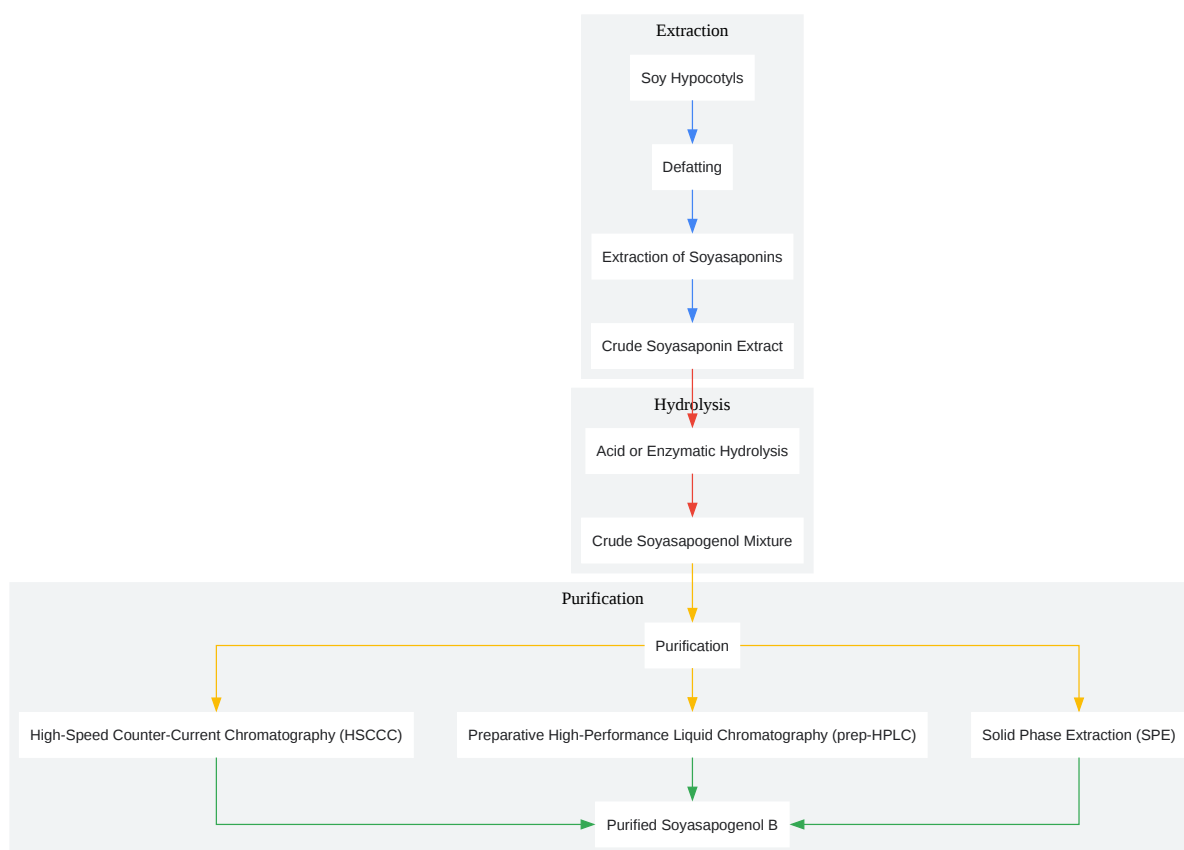 Extraction
Soy Hypocotyls
Defatting
Extraction of Soyasaponins
Crude Soyasaponin Extract
Hydrolysis
Acid or Enzymatic Hydrolysis
Crude Soyasapogenol Mixture
Purification
Purification
High-Speed Counter-Current Chromatography (HSCCC)
Preparative High-Performance Liquid Chromatography (prep-HPLC)
Solid Phase Extraction (SPE)
Purified Soyasapogenol B